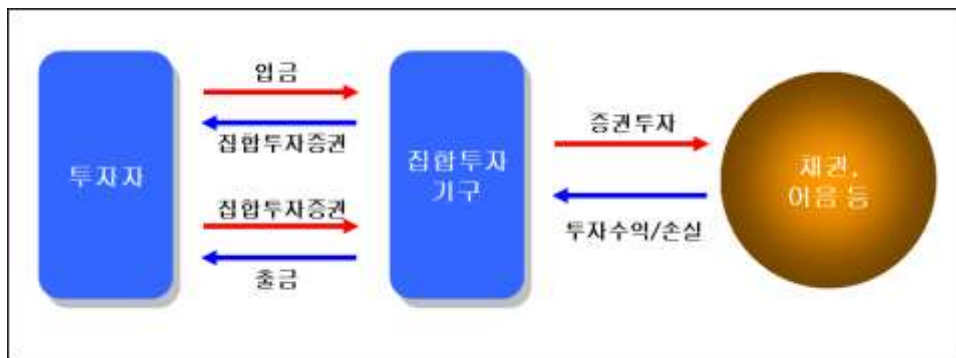 투자자
입금
집합투자증권
집합투자증권
출금
집합투자
기구
증권투자
투자수익/손실
채권,
어음 등